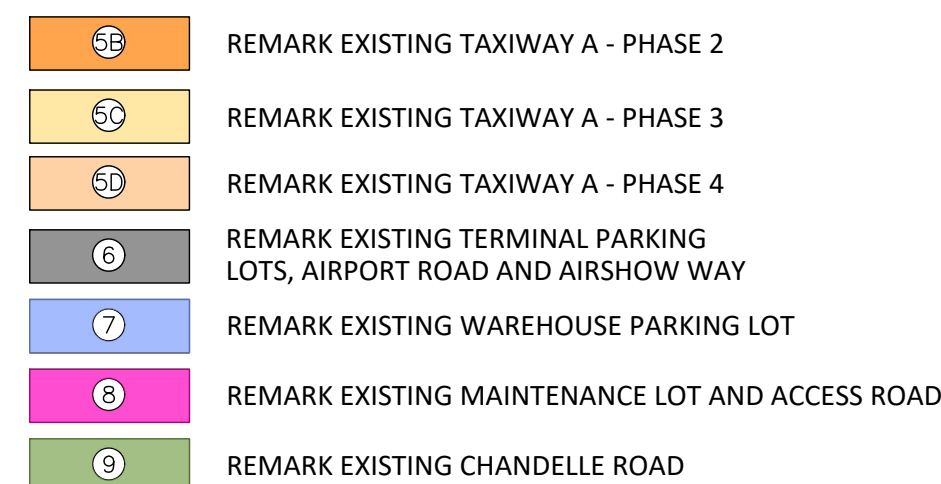 5B REMARK EXISTING TAXIWAY A - PHASE 2
5C REMARK EXISTING TAXIWAY A - PHASE 3
5D REMARK EXISTING TAXIWAY A - PHASE 4
6 REMARK EXISTING TERMINAL PARKING
LOTS, AIRPORT ROAD AND AIRSHOW WAY
7 REMARK EXISTING WAREHOUSE PARKING LOT
8 REMARK EXISTING MAINTENANCE LOT AND ACCESS ROAD
9 REMARK EXISTING CHANDELLE ROAD